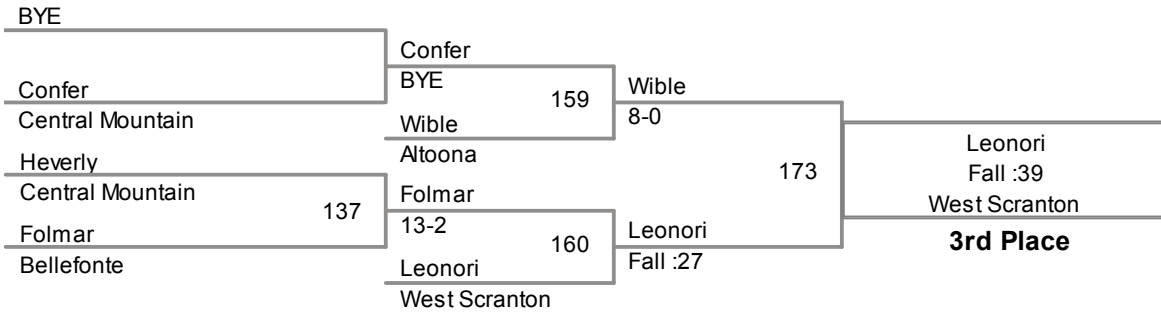 BYE
Confer
Central Mountain
Heverly
Central Mountain
137
Folmar
Bellefonte
Confer
BYE
159
Wible
Altoona
Folmar
13-2
160
Leonori
West Scranton
Wible
8-0
173
Leonori
Fall :27
Leonori
Fall :39
West Scranton
3rd Place